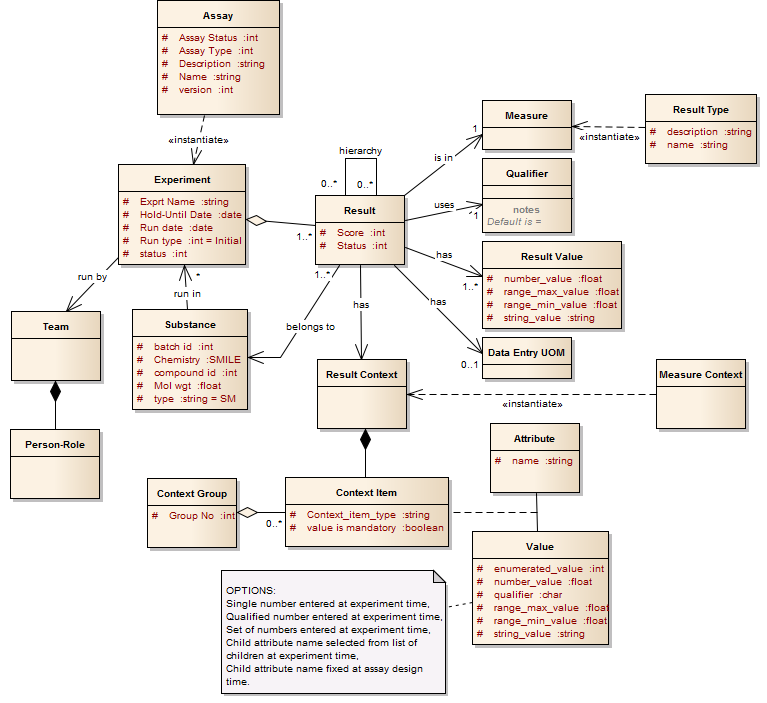 Assay
# Assay Status :int
# Assay Type :int
# Description :string
# Name :string
# version :int
«instantiate»
Experiment
# Exprt Name :string
# Hold-Until Date :date
# Run date :date
# Run type :int = Initial
# status :int
hierarchy
0..*
0..*
Result
# Score :int
# Status :int
1..*
1..*
is in
1
Measure
«instantiate»
Result Type
# description :string
# name :string
uses
*1
Qualifier
notes
Default is =
has
1..*
Result Value
# number_value :float
# range_max_value :float
# range_min_value :float
# string_value :string
has
0..1
Data Entry UOM
run by
Team
Person-Role
*
run in
Substance
# batch id :int
# Chemistry :SMILE
# compound id :int
# Mol wgt :float
# type :string = SM
belongs to
has
Result Context
«instantiate»
Measure Context
Attribute
# name :string
Context Group
# Group No :int
0..*
Context Item
# Context_item_type :string
# value is mandatory :boolean
Value
# enumerated_value :int
# number_value :float
# qualifier :char
# range_max_value :float
# range_min_value :float
# string_value :string
OPTIONS:
Single number entered at experiment time,
Qualified number entered at experiment time,
Set of numbers entered at experiment time,
Child attribute name selected from list of
children at experiment time,
Child attribute name fixed at assay design
time.